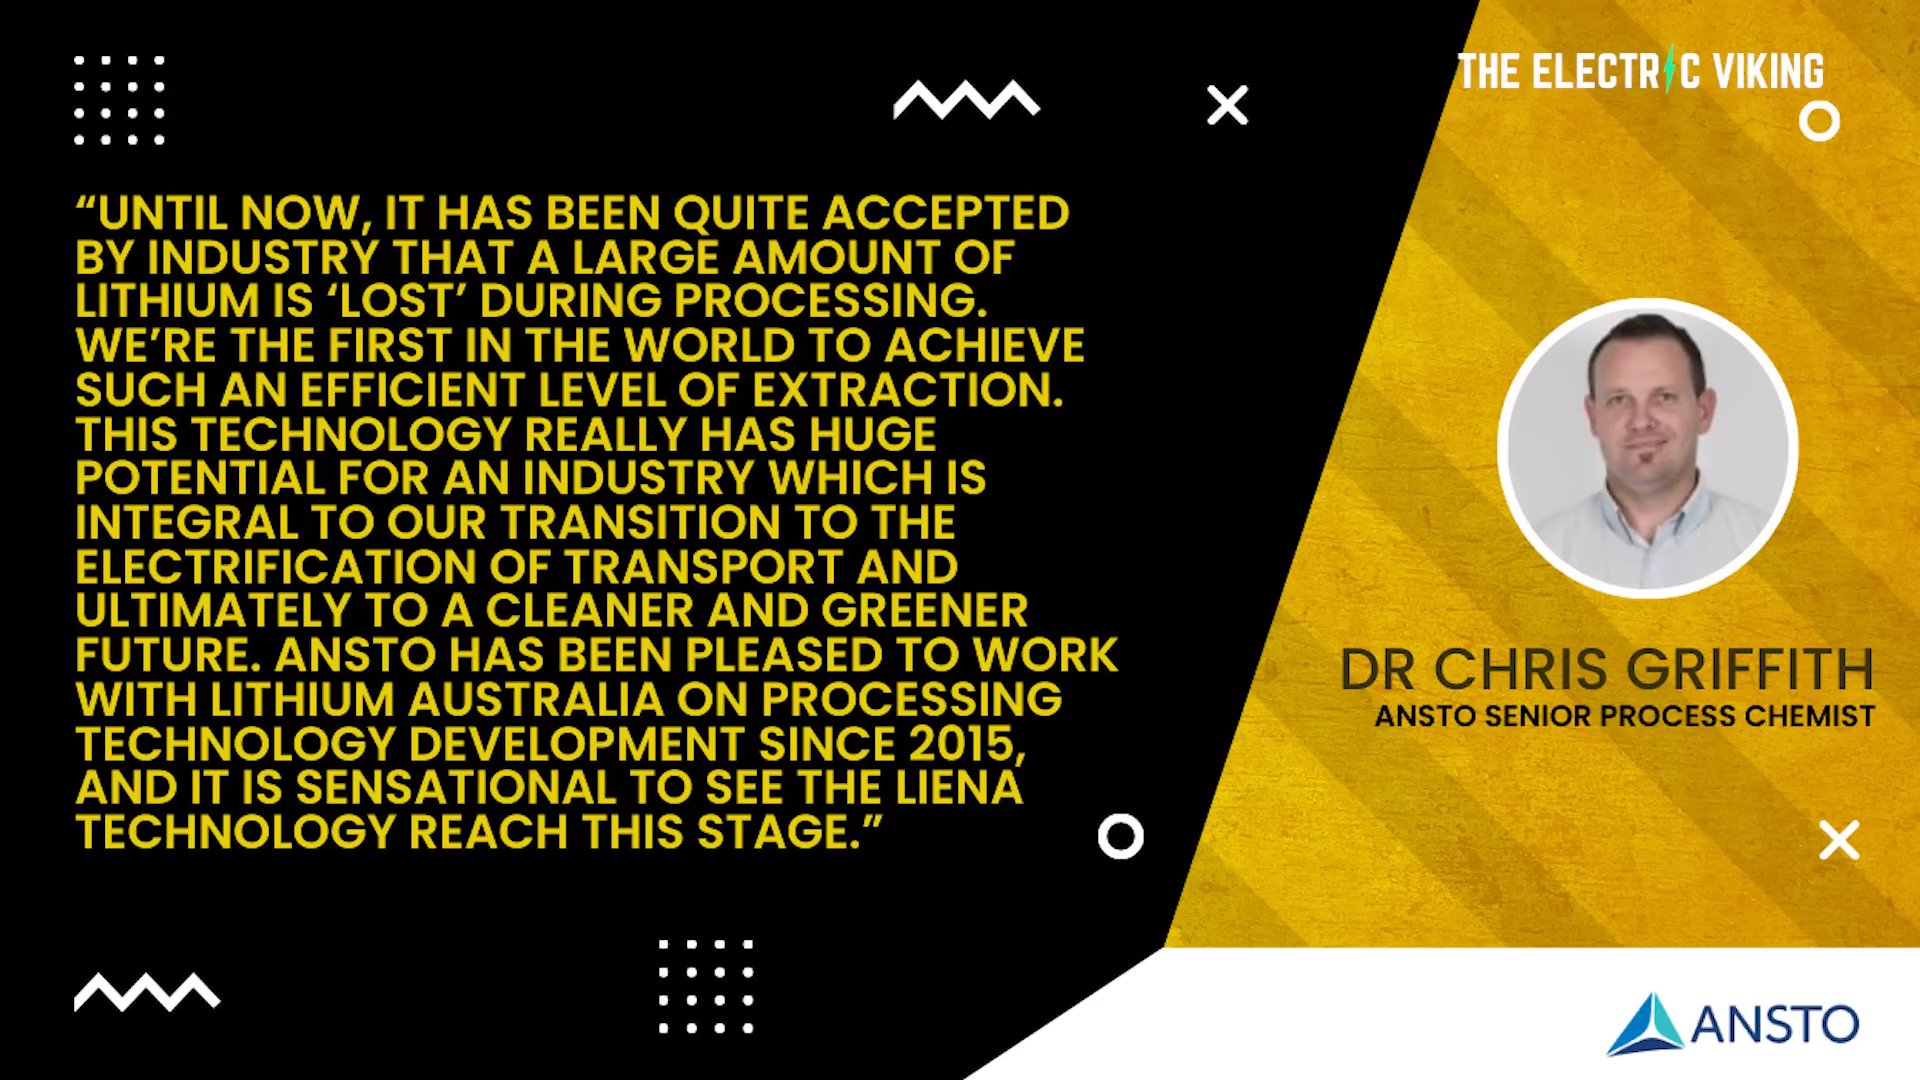 THE ELECTRIC VIKING
“UNTIL NOW, IT HAS BEEN QUITE ACCEPTED
BY INDUSTRY THAT A LARGE AMOUNT OF
LITHIUM IS ‘LOST’ DURING PROCESSING.
WE’RE THE FIRST IN THE WORLD TO ACHIEVE
SUCH AN EFFICIENT LEVEL OF EXTRACTION.
THIS TECHNOLOGY REALLY HAS HUGE
POTENTIAL FOR AN INDUSTRY WHICH IS
INTEGRAL TO OUR TRANSITION TO THE
ELECTRIFICATION OF TRANSPORT AND
ULTIMATELY TO A CLEANER AND GREENER
FUTURE. ANSTO HAS BEEN PLEASED TO WORK
WITH LITHIUM AUSTRALIA ON PROCESSING
TECHNOLOGY DEVELOPMENT SINCE 2015,
AND IT IS SENSATIONAL TO SEE THE LIENA
TECHNOLOGY REACH THIS STAGE.”
DR CHRIS GRIFFITH
ANSTO SENIOR PROCESS CHEMIST
ANSTO